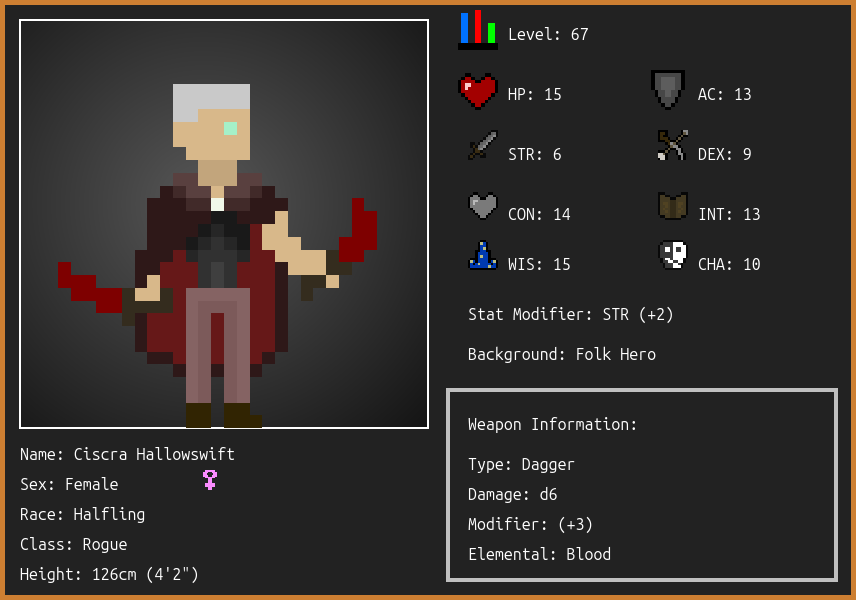 Level: 67
HP: 15
AC: 13
STR: 6
DEX: 9
CON: 14
INT: 13
WIS: 15
CHA: 10
Stat Modifier: STR (+2)
Background: Folk Hero
Weapon Information:
Type: Dagger
Damage: d6
Modifier: (+3)
Elemental: Blood
Name: Ciscra Hallowswift
Sex: Female
Race: Halfling
Class: Rogue
Height: 126cm (4'2")